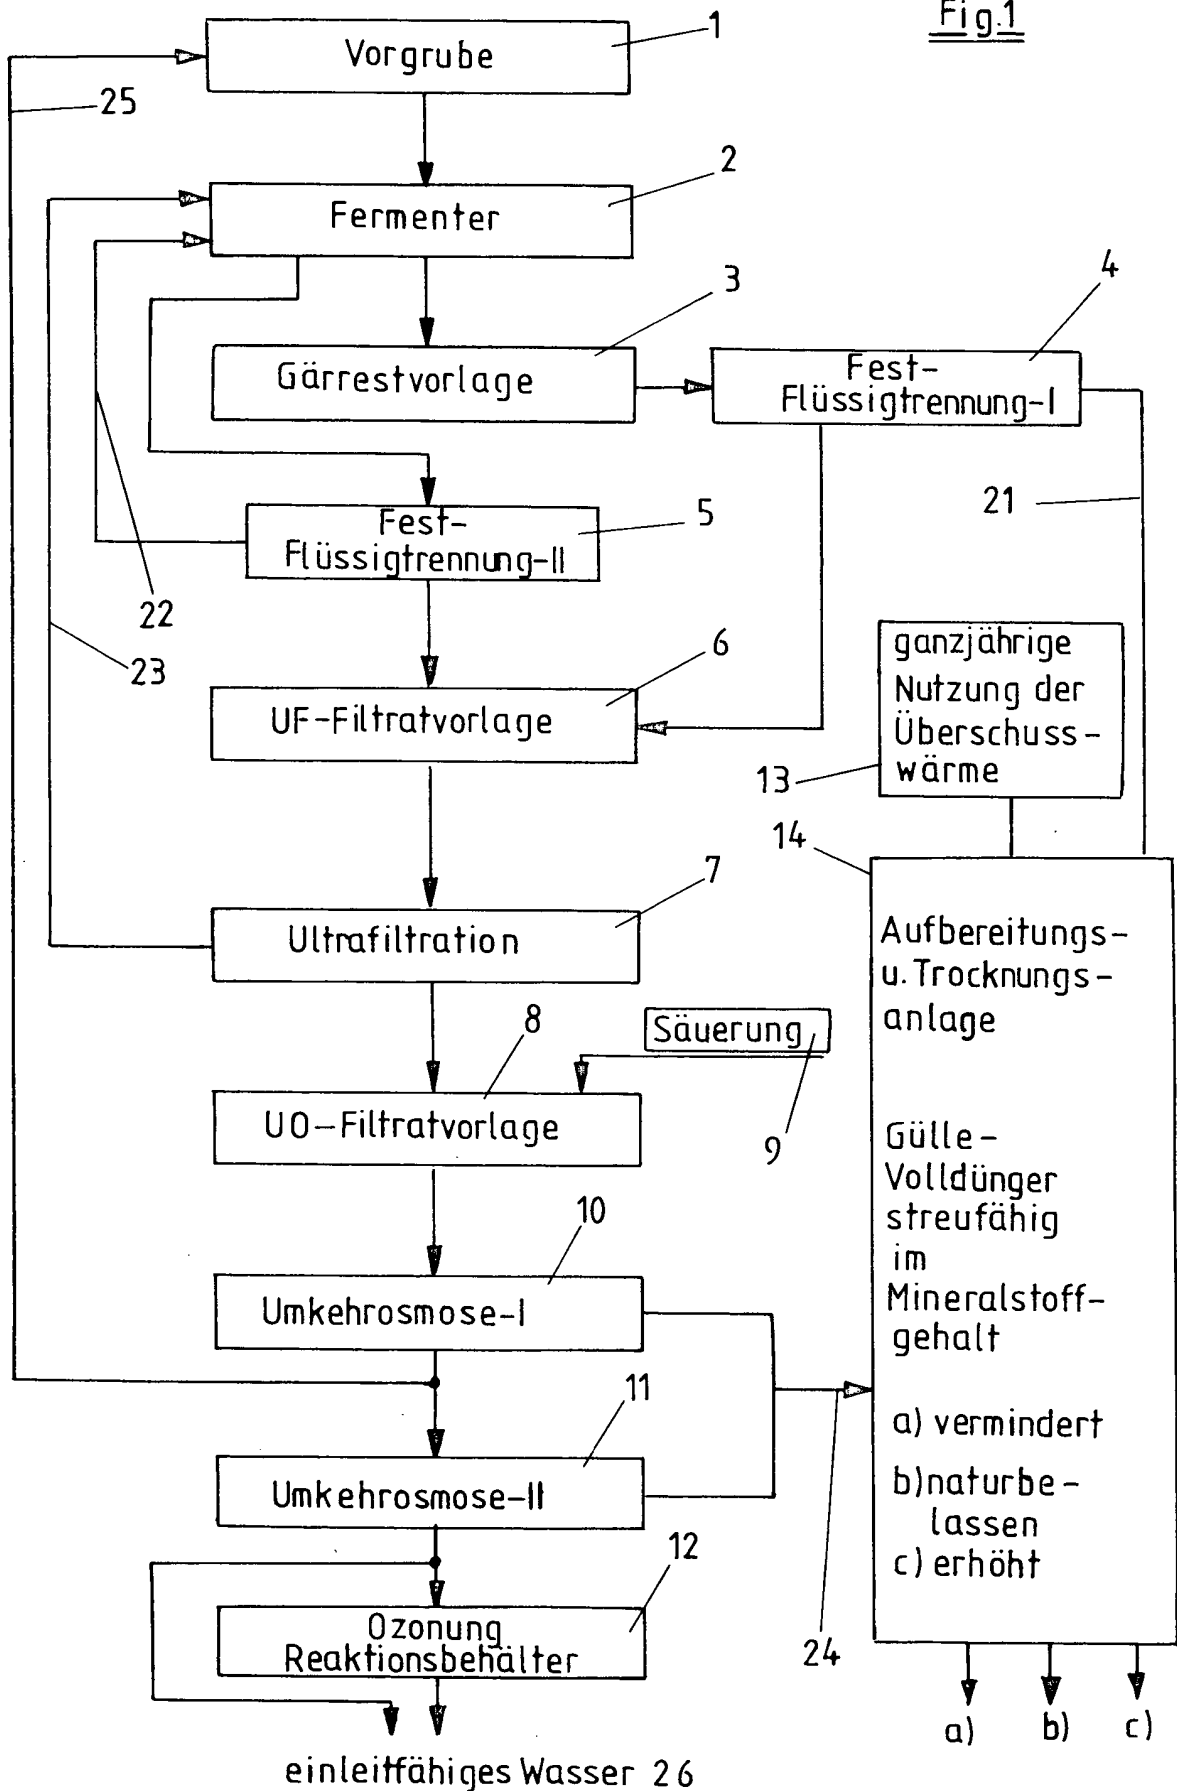 Fig.1
1
Vorgrube
25
2
Fermenter
3
4
Gärrestvorlage
Fest-
Flüssigtrennung-I
21
5
Fest-
Flüssigtrennung-II
22
23
6
UF-Filtratvorlage
ganzjährige
Nutzung der
Überschuss-
wärme
13
14
7
Ultrafiltration
Aufbereitungs-
u. Trocknungs-
anlage
8
Säuerung
9
UO-Filtratvorlage
Gülle-
Volldünger
streufähig
im
Mineralstoff-
gehalt
10
Umkehrosmose-I
11
Umkehrosmose-II
a) vermindert
b) naturbe-
lassen
c) erhöht
12
Ozonung
Reaktionsbehälter
24
a)
b)
c)
einleitfähiges Wasser 26